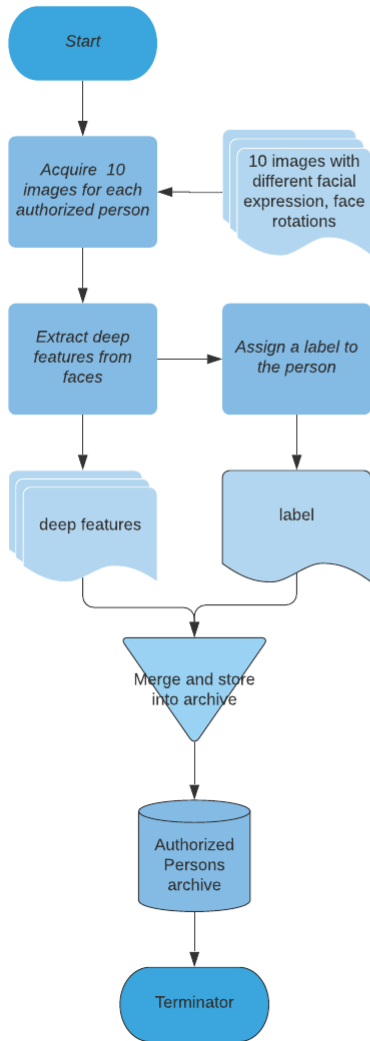 Start
Acquire 10
images for each
authorized person
10 images with
different facial
expression, face
rotations
Extract deep
features from
faces
Assign a label to
the person
deep features
label
Merge and store
into archive
Authorized
Persons
archive
Terminator